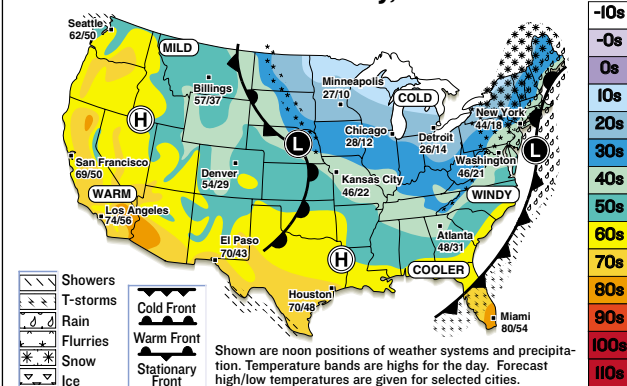 Seattle
62/50
MILD
Billings
57/37
Minneapolis
27/10
COLD
New York
44/18
H
L
Chicago
28/12
Detroit
26/14
L
San Francisco
69/50
Denver
54/29
Kansas City
46/22
Washington
46/21
WARM
WINDY
Los Angeles
74/56
El Paso
70/43
Atlanta
48/31
H
COOLER
Houston
70/48
Miami
80/54
Showers
T-storms
Rain
Flurries
Snow
Ice
Cold Front
Warm Front
Stationary
Front
Shown are noon positions of weather systems and precipita-
tion. Temperature bands are highs for the day. Forecast
high/low temperatures are given for selected cities.
-10s
-0s
0s
10s
20s
30s
40s
50s
60s
70s
80s
90s
100s
110s